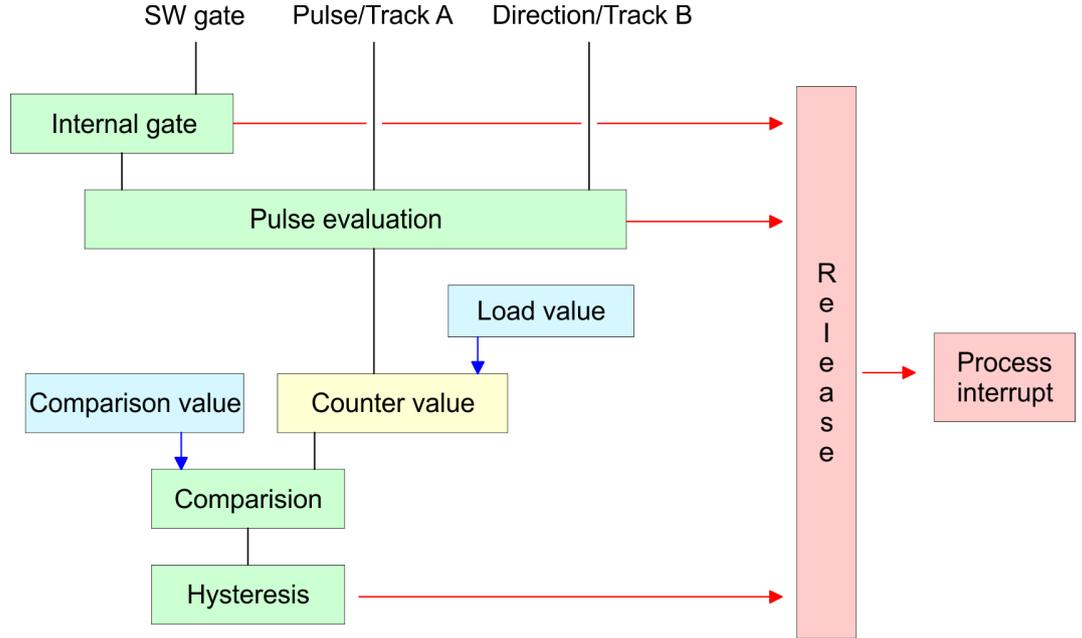 SW gate
Pulse/Track A
Direction/Track B
Internal gate
Pulse evaluation
Load value
Comparison value
Counter value
Comparision
Hysteresis
R
e
l
e
a
s
e
Process
interrupt